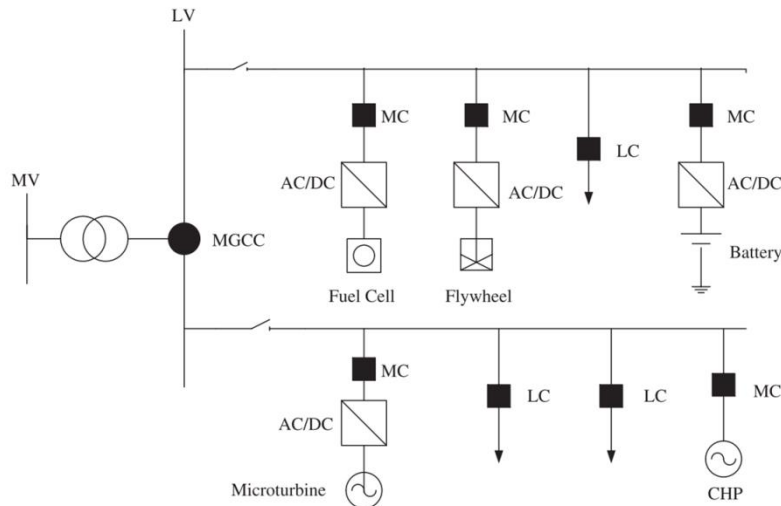 LV
MC
MC
MC
LC
MV
AC/DC
AC/DC
AC/DC
MGCC
Battery
Fuel Cell
Flywheel
MC
LC
LC
MC
AC/DC
Microturbine
CHP